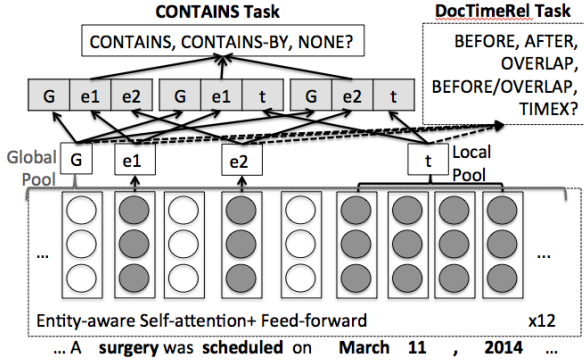 CONTAINS Task
DocTimeRel Task
CONTAINS, CONTAINS-BY, NONE?
BEFORE, AFTER,
OVERLAP,
BEFORE/OVERLAP,
TIMEX?
G e1 e2 G e1 t G e2 t
Global
Pool
G e1 e2 t
Local
Pool
... ...
Entity-aware Self-attention+ Feed-forward x12
... A surgery was scheduled on March 11 , 2014 ...